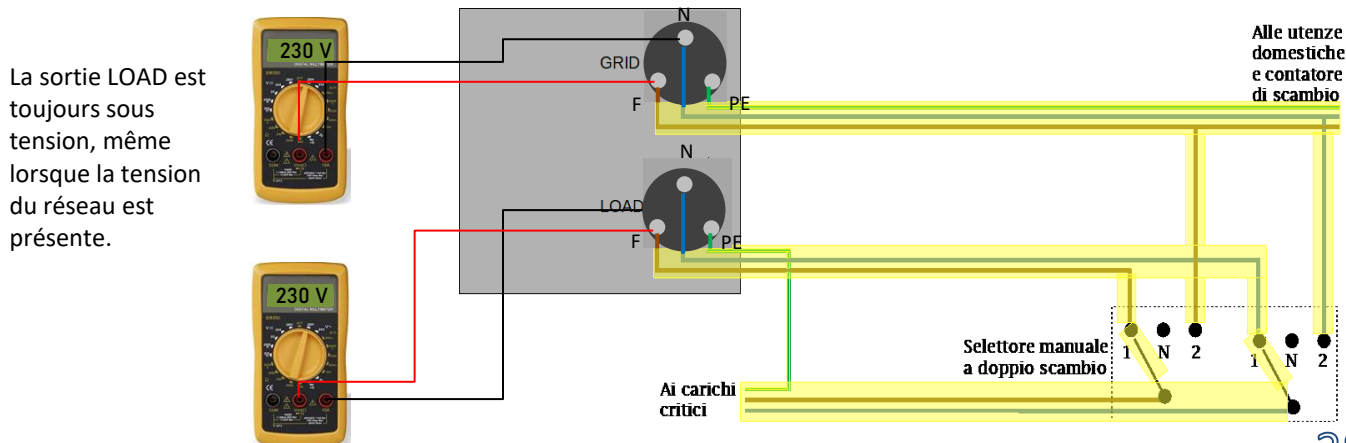 La sortie LOAD est
toujours sous
tension, même
lorsque la tension
du réseau est
présente.
230 V
230 V
N
GRID
F
PE
N
LOAD
F
PE
Alle utenze
domestiche
e contatore
di scambio
Selettore manuale
a doppio scambio
1 N 2
1 N 2
Ai carichi
critici